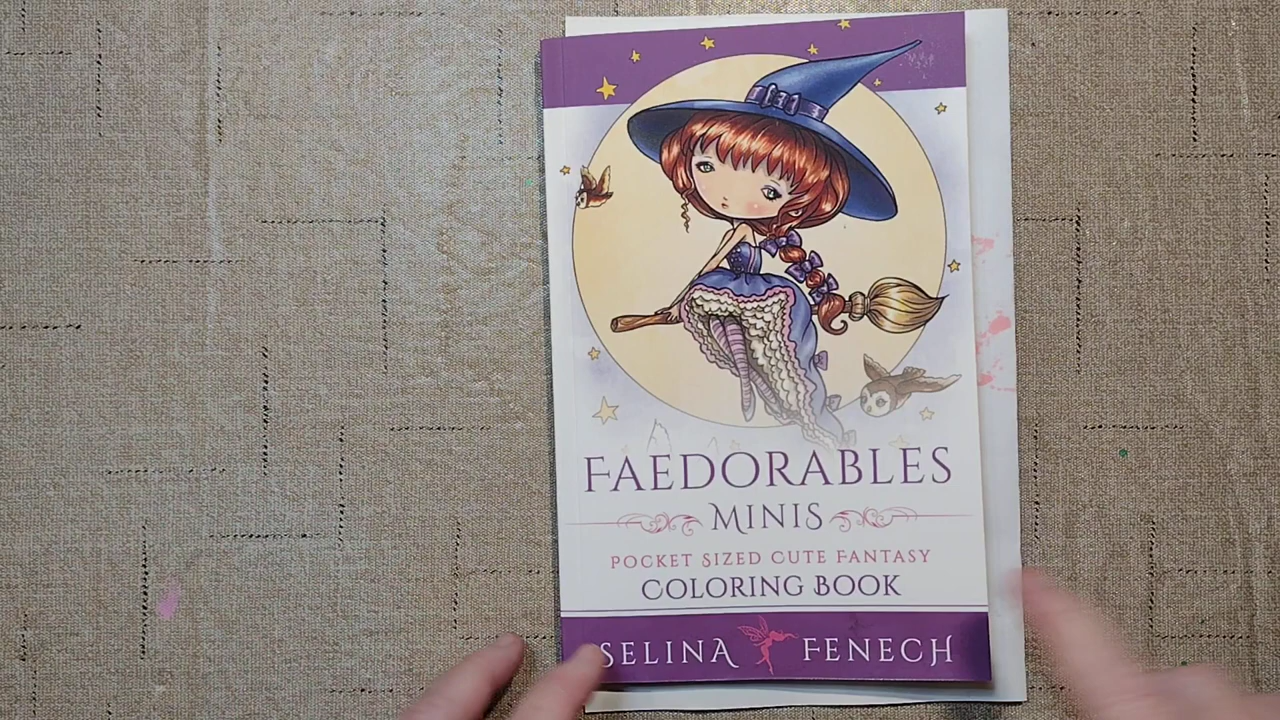 FAEDORABLES
MINIS
POCKET SIZED CUTE FANTASY
COLORING BOOK
SELINA FENECH